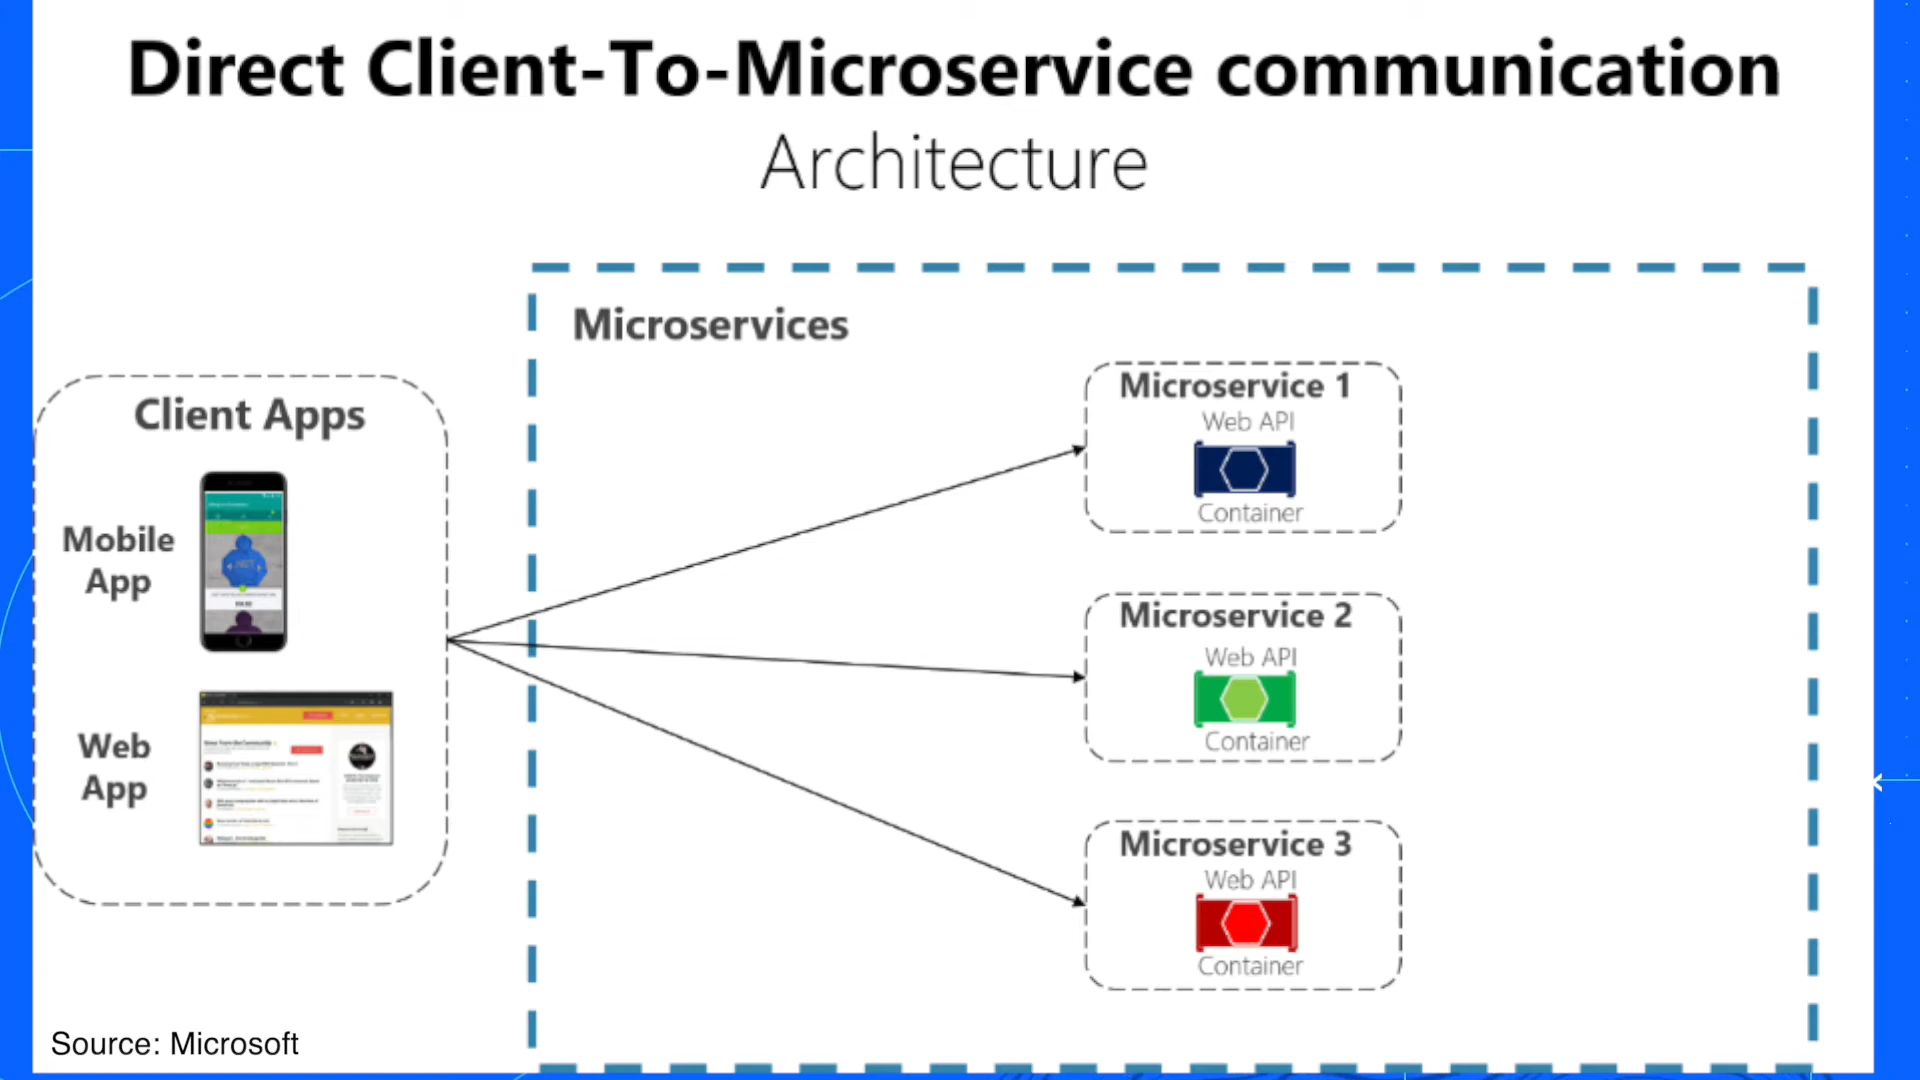 Direct Client-To-Microservice communication
Architecture
Microservices
Client Apps
Mobile
App
Web
App
Microservice 1
Web API
Container
Microservice 2
Web API
Container
Microservice 3
Web API
Container
Source: Microsoft